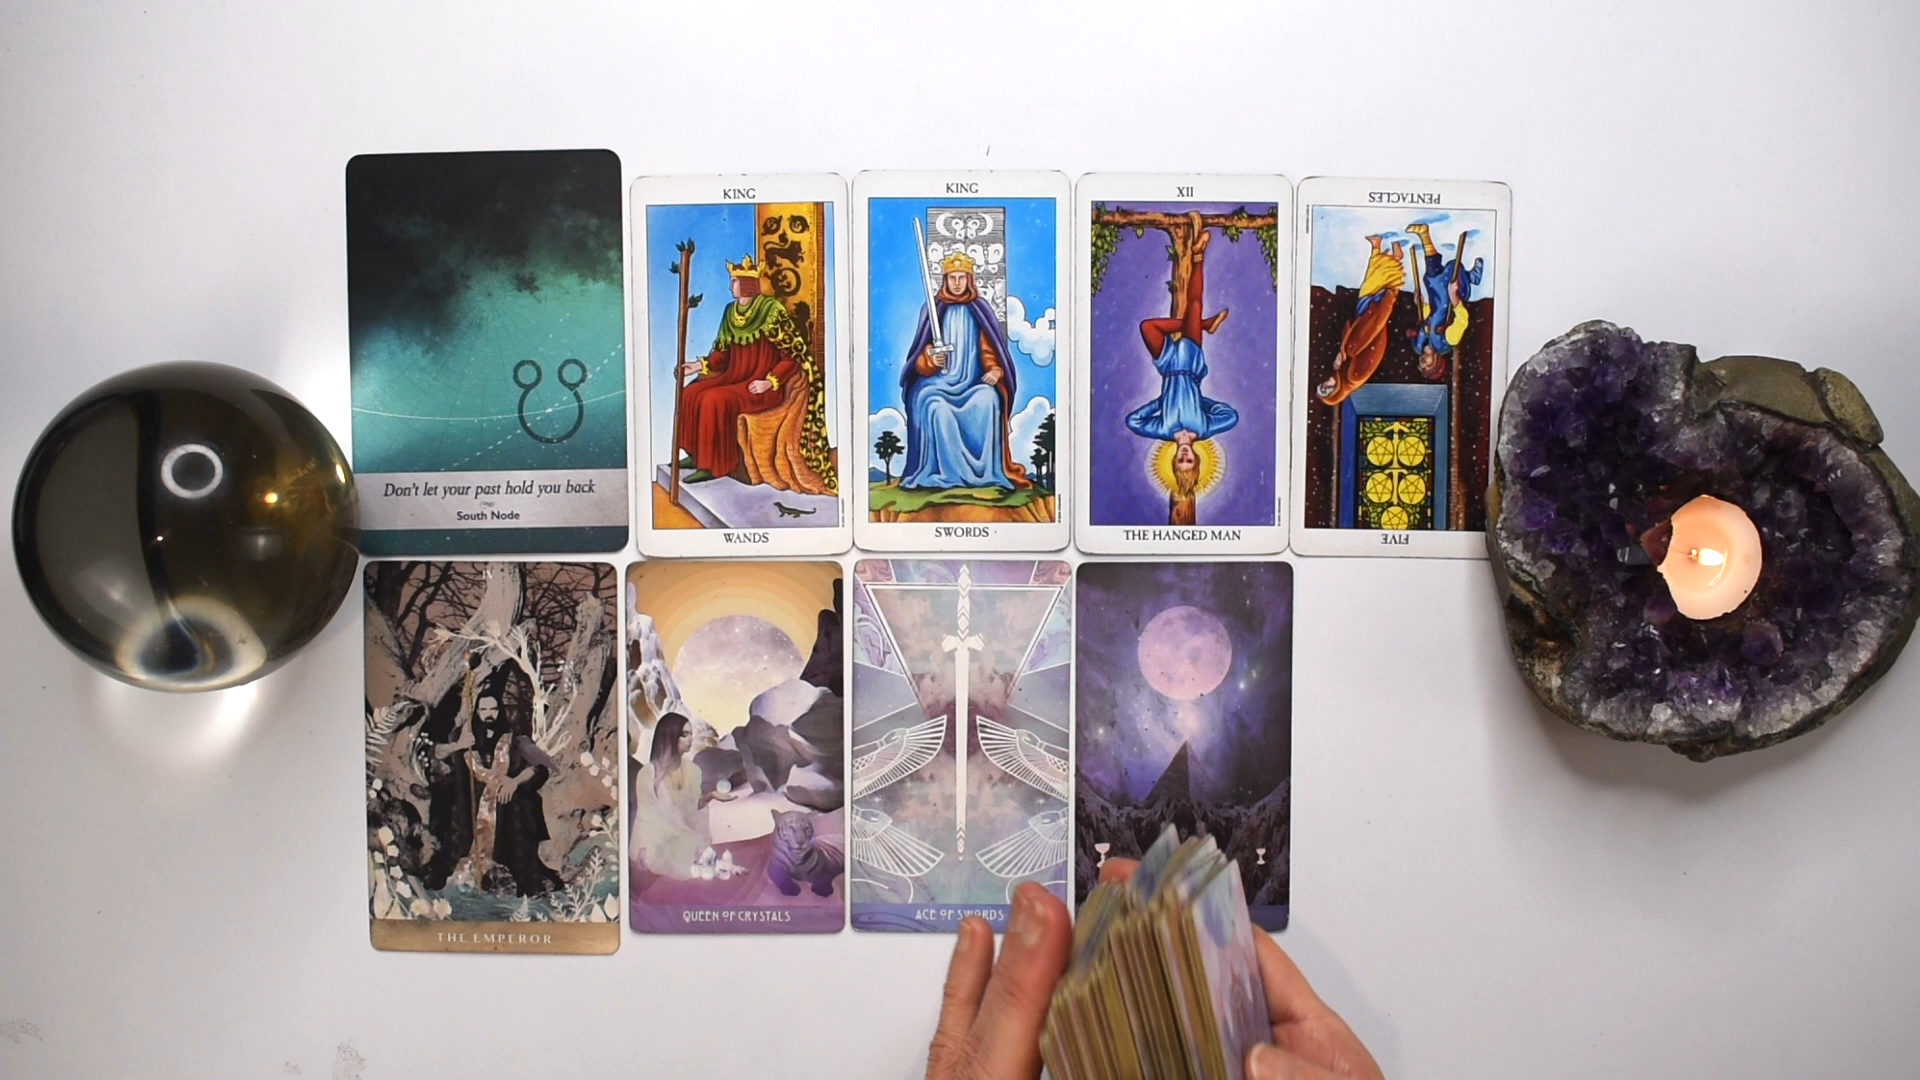 Don't let your past hold you back
South Node
KING
WANDS
KING
SWORDS
XII
THE HANGED MAN
PENTACLES
FIVE
IV
THE EMPEROR
QUEEN OF CRYSTALS
ACE OF SWORDS